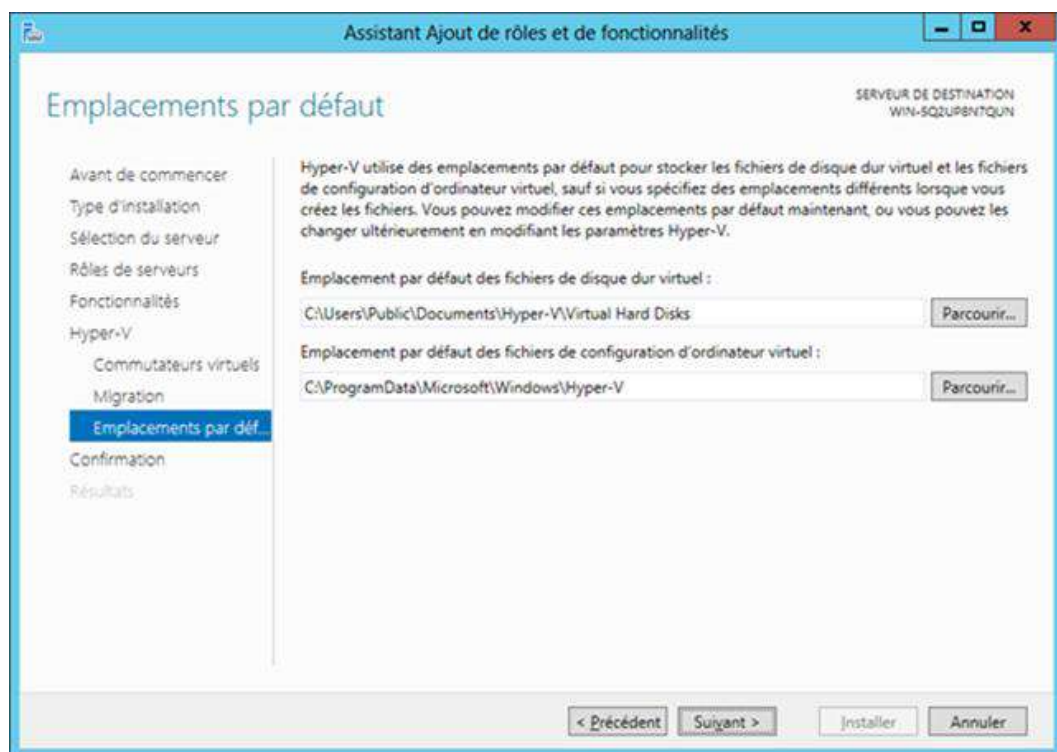 Assistant Ajout de rôles et de fonctionnalités
Emplacements par défaut
SERVEUR DE DESTINATION
WIN-SQ2UP8N7QUN
Avant de commencer
Type d'installation
Sélection du serveur
Rôles de serveurs
Fonctionnalités
Hyper-V
Commutateurs virtuels
Migration
Emplacements par déf...
Confirmation
Résultats
Hyper-V utilise des emplacements par défaut pour stocker les fichiers de disque dur virtuel et les fichiers
de configuration d'ordinateur virtuel, sauf si vous spécifiez des emplacements différents lorsque vous
créez les fichiers. Vous pouvez modifier ces emplacements par défaut maintenant, ou vous pouvez les
changer ultérieurement en modifiant les paramètres Hyper-V.
Emplacement par défaut des fichiers de disque dur virtuel :
C:\Users\Public\Documents\Hyper-V\Virtual Hard Disks
Parcourir...
Emplacement par défaut des fichiers de configuration d'ordinateur virtuel :
C:\ProgramData\Microsoft\Windows\Hyper-V
Parcourir...
< Précédent
Suivant >
Installer
Annuler